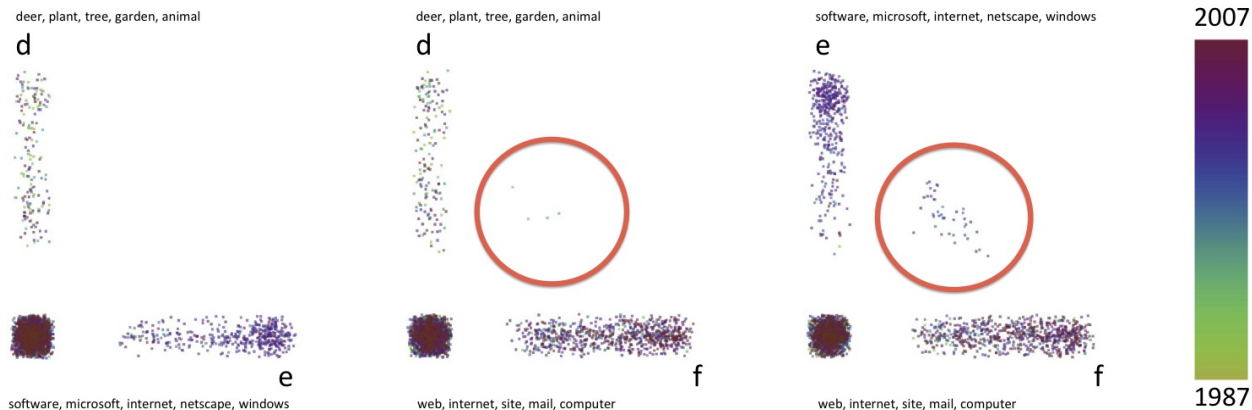 deer, plant, tree, garden, animal
d
e
software, microsoft, internet, netscape, windows
deer, plant, tree, garden, animal
d
f
web, internet, site, mail, computer
software, microsoft, internet, netscape, windows
e
f
web, internet, site, mail, computer
2007
1987